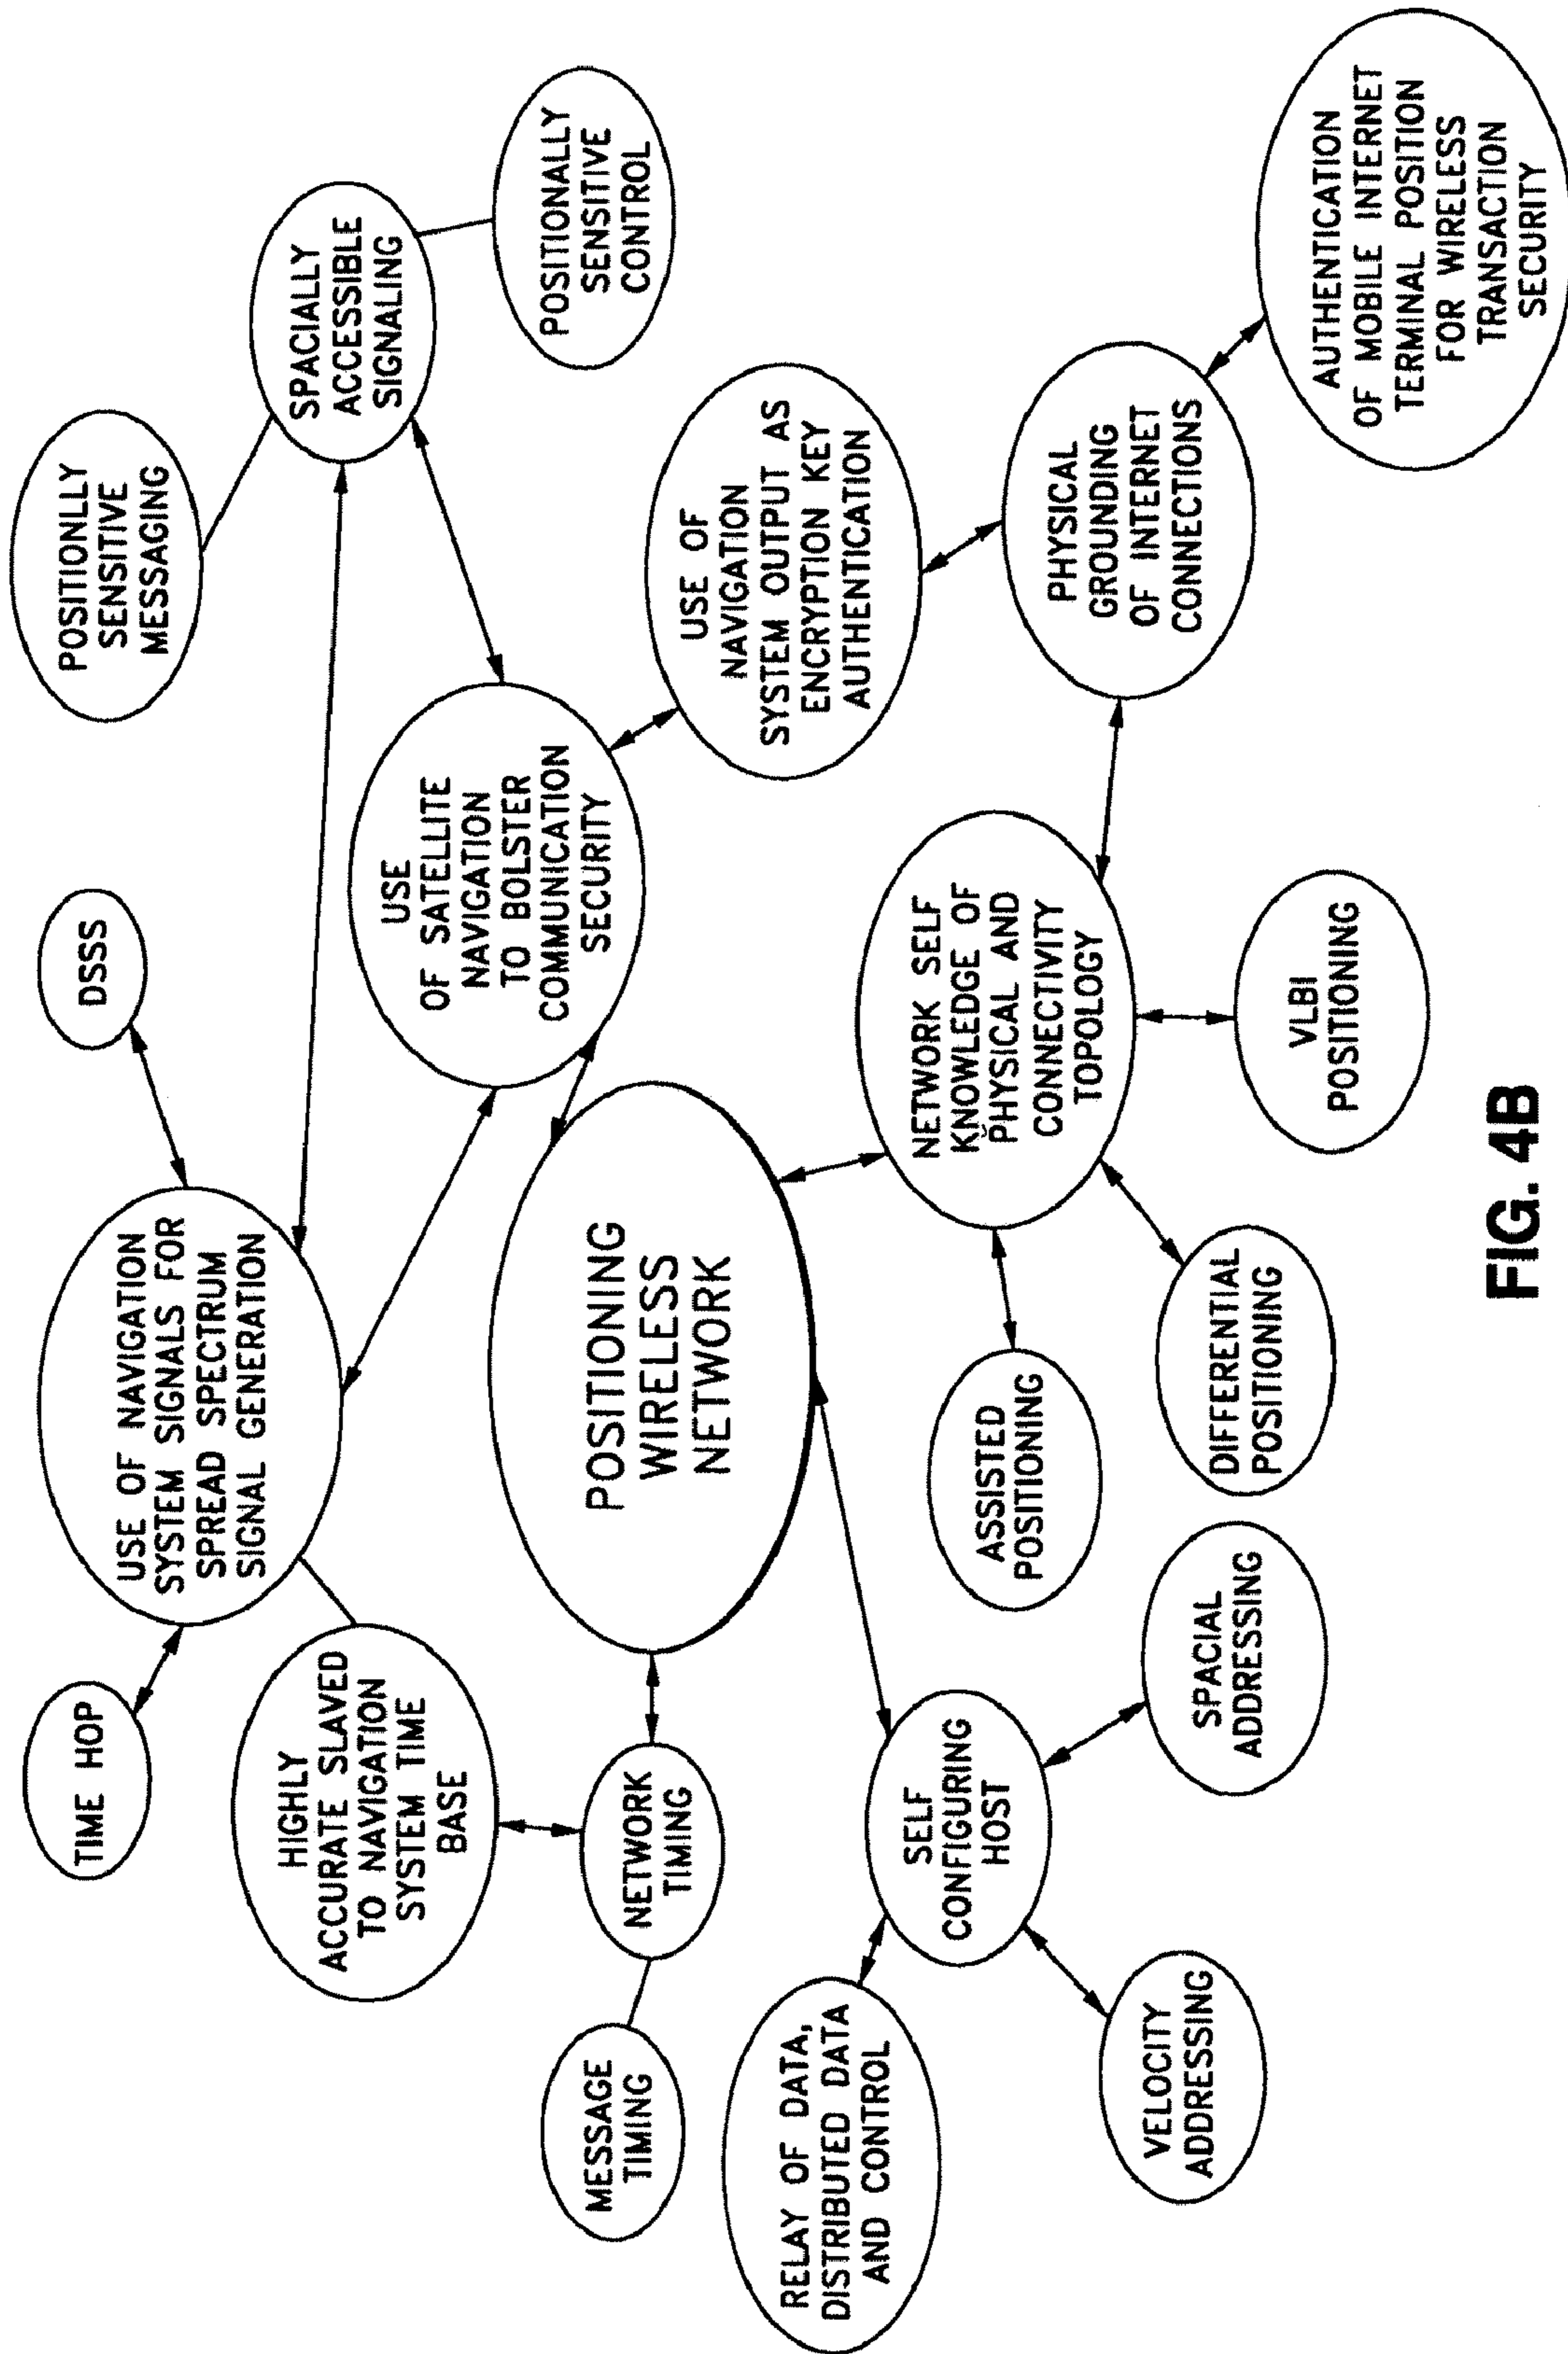 TIME HOP
USE OF NAVIGATION
SYSTEM SIGNALS FOR
SPREAD SPECTRUM
SIGNAL GENERATION
DSSS
POSITIONLLY
SENSITIVE
MESSAGING
SPACIALLY
ACCESSIBLE
SIGNALING
POSITIONALLY
SENSITIVE
CONTROL
HIGHLY
ACCURATE SLAVED
TO NAVIGATION
SYSTEM TIME
BASE
USE
OF SATELLITE
NAVIGATION
TO BOLSTER
COMMUNICATION
SECURITY
MESSAGE
TIMING
NETWORK
TIMING
POSITIONING
WIRELESS
NETWORK
USE OF
NAVIGATION
SYSTEM OUTPUT AS
ENCRYPTION KEY
AUTHENTICATION
RELAY OF DATA,
DISTRIBUTED DATA
AND CONTROL
SELF
CONFIGURING
HOST
ASSISTED
POSITIONING
NETWORK SELF
KNOWLEDGE OF
PHYSICAL AND
CONNECTIVITY
TOPOLOGY
PHYSICAL
GROUNDING
OF INTERNET
CONNECTIONS
VELOCITY
ADDRESSING
SPACIAL
ADDRESSING
DIFFERENTIAL
POSITIONING
VLBI
POSITIONING
AUTHENTICATION
OF MOBILE INTERNET
TERMINAL POSITION
FOR WIRELESS
TRANSACTION
SECURITY
FIG. 4B